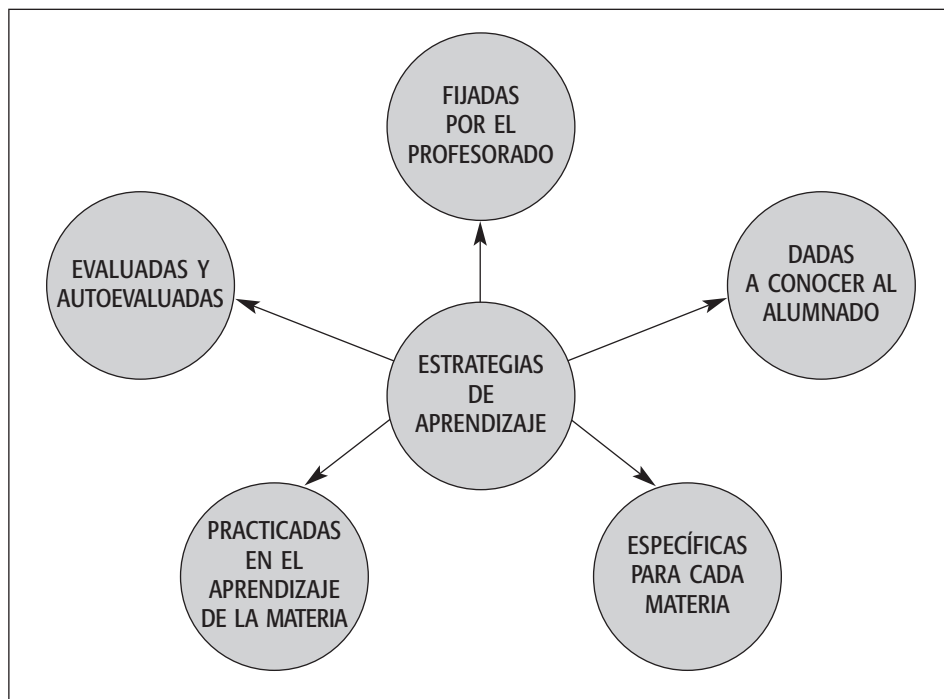 FIJADAS
POR EL
PROFESORADO
EVALUADAS Y
AUTOEVALUADAS
DADAS
A CONOCER AL
ALUMNADO
ESTRATEGIAS
DE
APRENDIZAJE
PRACTICADAS
EN EL
APRENDIZAJE
DE LA MATERIA
ESPECÍFICAS
PARA CADA
MATERIA